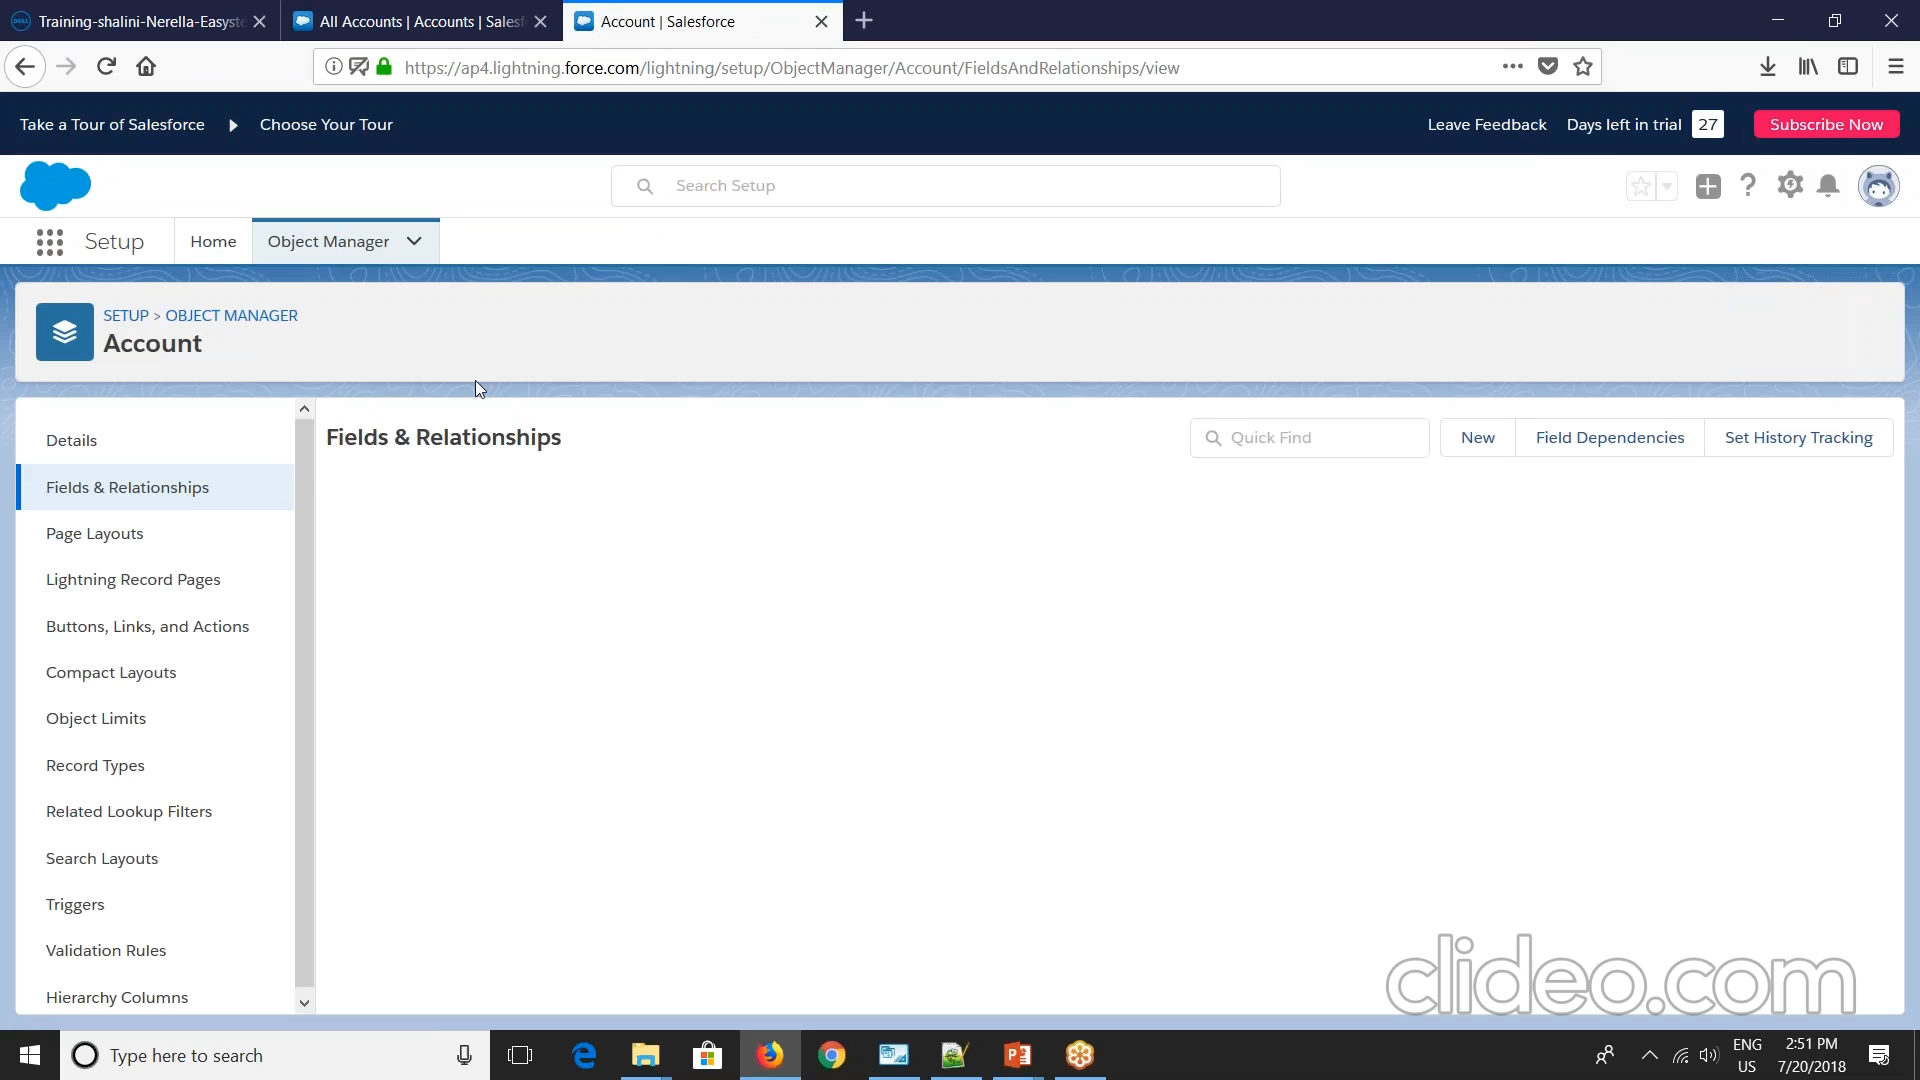 Training-shalini-Nerella-Easyste
All Accounts | Accounts | Salesf
Account | Salesforce
https://ap4.lightning.force.com/lightning/setup/ObjectManager/Account/FieldsAndRelationships/view
Take a Tour of Salesforce
Choose Your Tour
Leave Feedback
Days left in trial
27
Subscribe Now
Search Setup
Setup
Home
Object Manager
SETUP > OBJECT MANAGER
Account
Details
Fields & Relationships
Page Layouts
Lightning Record Pages
Buttons, Links, and Actions
Compact Layouts
Object Limits
Record Types
Related Lookup Filters
Search Layouts
Triggers
Validation Rules
Hierarchy Columns
Fields & Relationships
Quick Find
New
Field Dependencies
Set History Tracking
clideo.com
Type here to search
ENG
US
2:51 PM
7/20/2018